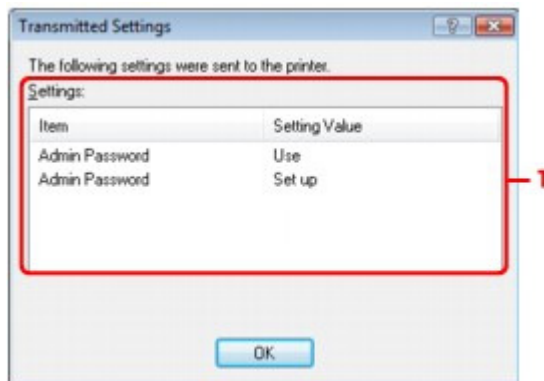 Transmitted Settings
The following settings were sent to the printer.
Settings:
Item Setting Value
Admin Password Use
Admin Password Set up
1
OK